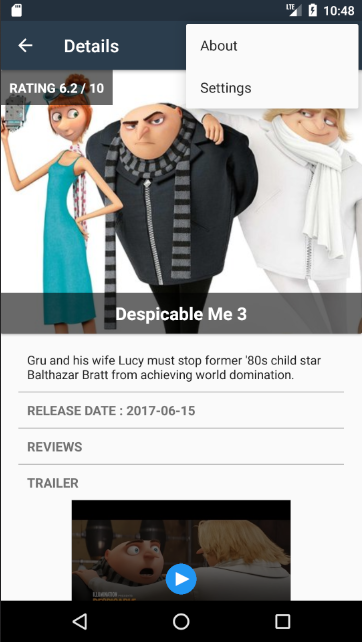 LTE 10:48
Details
About
Settings
RATING 6.2 / 10
Despicable Me 3
Gru and his wife Lucy must stop former '80s child star
Balthazar Bratt from achieving world domination.
RELEASE DATE : 2017-06-15
REVIEWS
TRAILER
ILLUMINATION